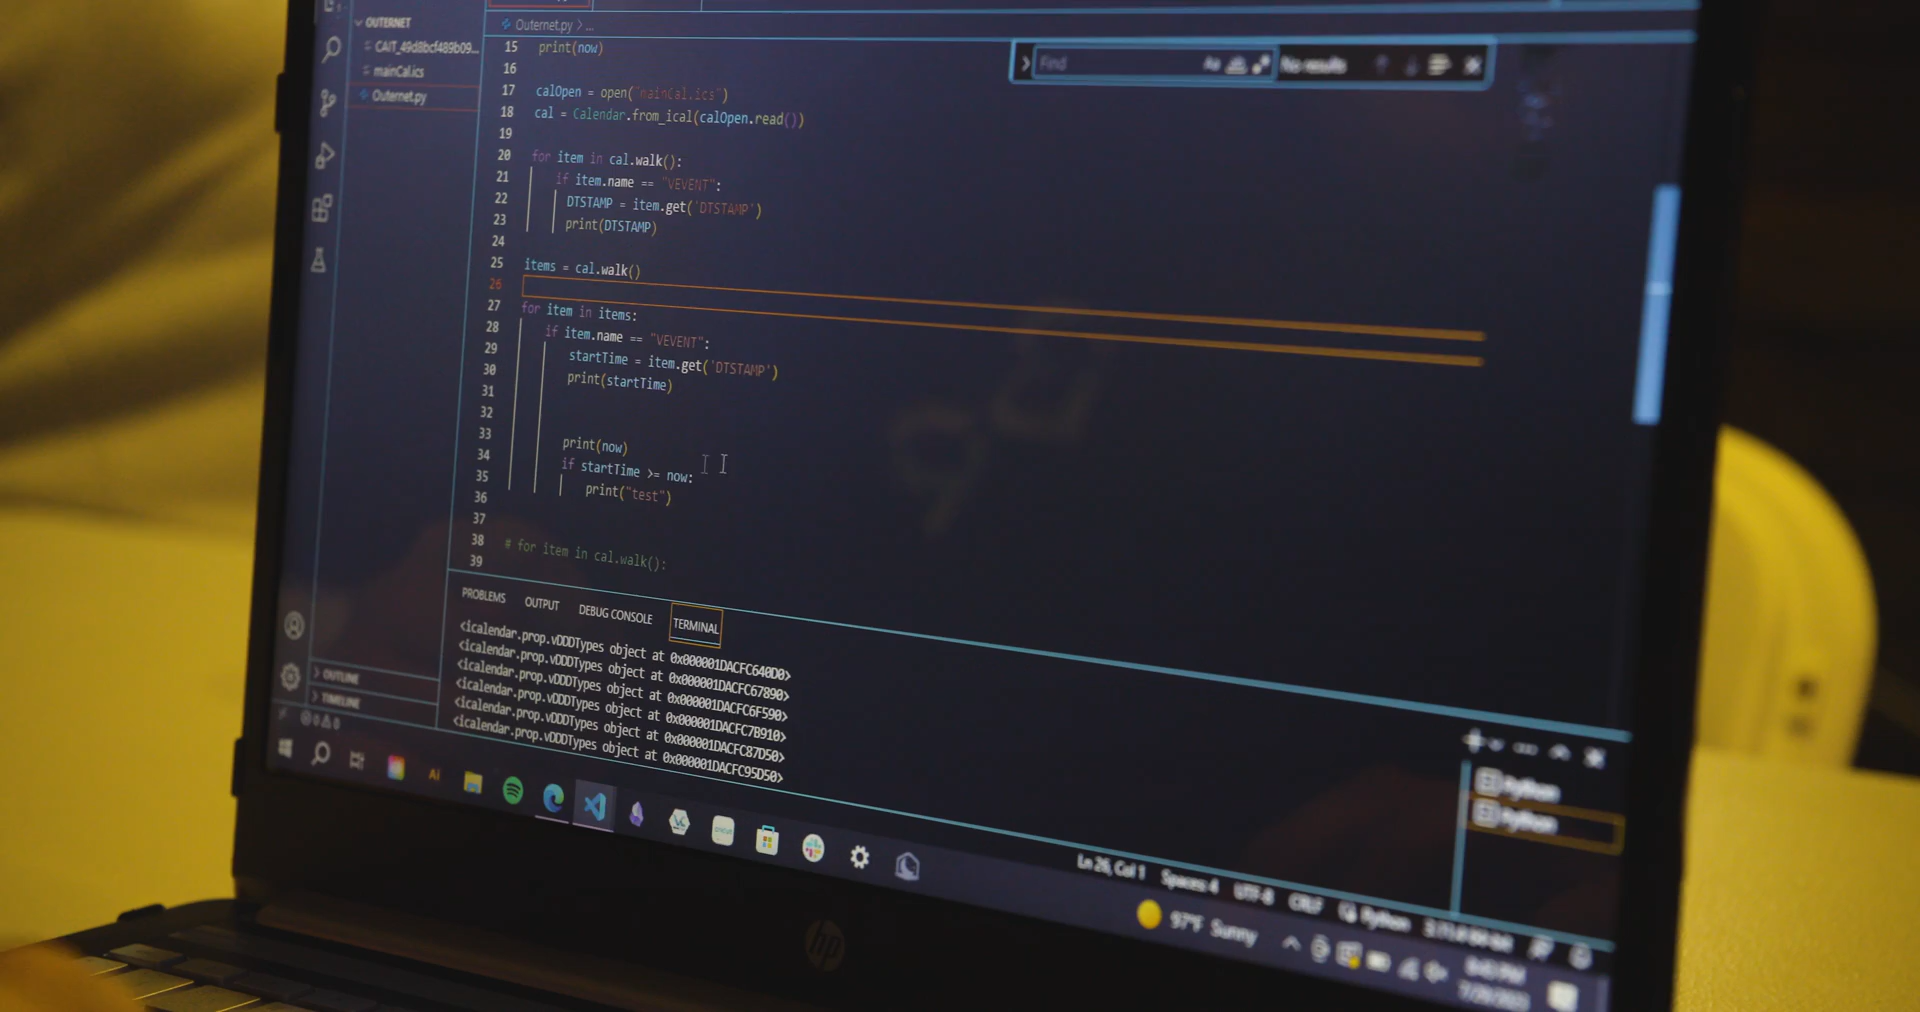 OUTERNET
CAIT_49d8bcf489b09...
mainCal.ics
Outernet.py
Outernet.py > ...
Find
No results
15 print(now)
16
17 calOpen = open("mainCal.ics")
18 cal = Calendar.from_ical(calOpen.read())
19
20 for item in cal.walk():
21 if item.name == "VEVENT":
22 DTSTAMP = item.get('DTSTAMP')
23 print(DTSTAMP)
24
25 items = cal.walk()
26
27 for item in items:
28 if item.name == "VEVENT":
29 startTime = item.get('DTSTAMP')
30 print(startTime)
31
32
33 print(now)
34 if startTime >= now:
35 print("test")
36
37
38 # for item in cal.walk():
39
PROBLEMS OUTPUT DEBUG CONSOLE TERMINAL
<icalendar.prop.vDDDTypes object at 0x000001DACFC640D0>
<icalendar.prop.vDDDTypes object at 0x000001DACFC67890>
<icalendar.prop.vDDDTypes object at 0x000001DACFC6F590>
<icalendar.prop.vDDDTypes object at 0x000001DACFC7B910>
<icalendar.prop.vDDDTypes object at 0x000001DACFC87D50>
<icalendar.prop.vDDDTypes object at 0x000001DACFC95D50>
Python
Python
OUTLINE
TIMELINE
Ln 26, Col 1 Spaces: 4 UTF-8 CRLF Python
Ai
97°F Sunny
hp